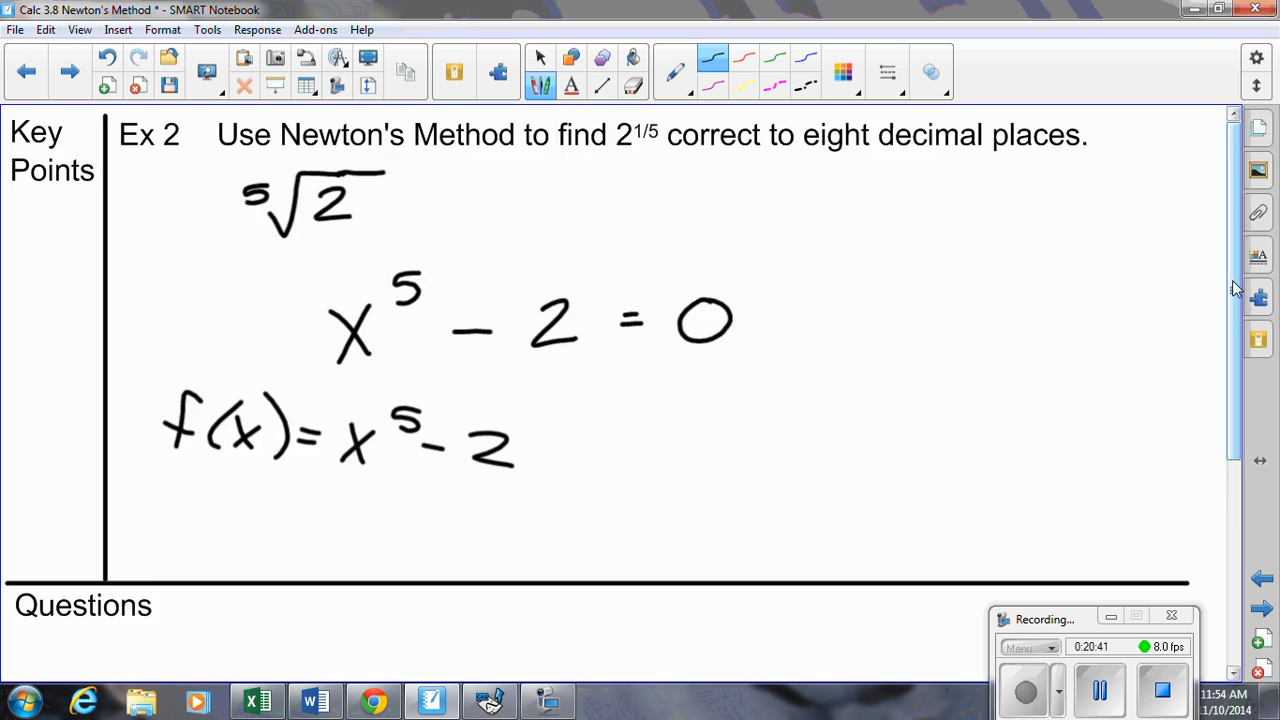 Calc 3.8 Newton's Method * - SMART Notebook
File Edit View Insert Format Tools Response Add-ons Help
Key Points
Ex 2 Use Newton's Method to find 2^{1/5} correct to eight decimal places.
⁵√2
x⁵ - 2 = 0
f(x) = x⁵ - 2
Questions
Recording...
Menu 0:20:41 8.0 fps
11:54 AM
1/10/2014